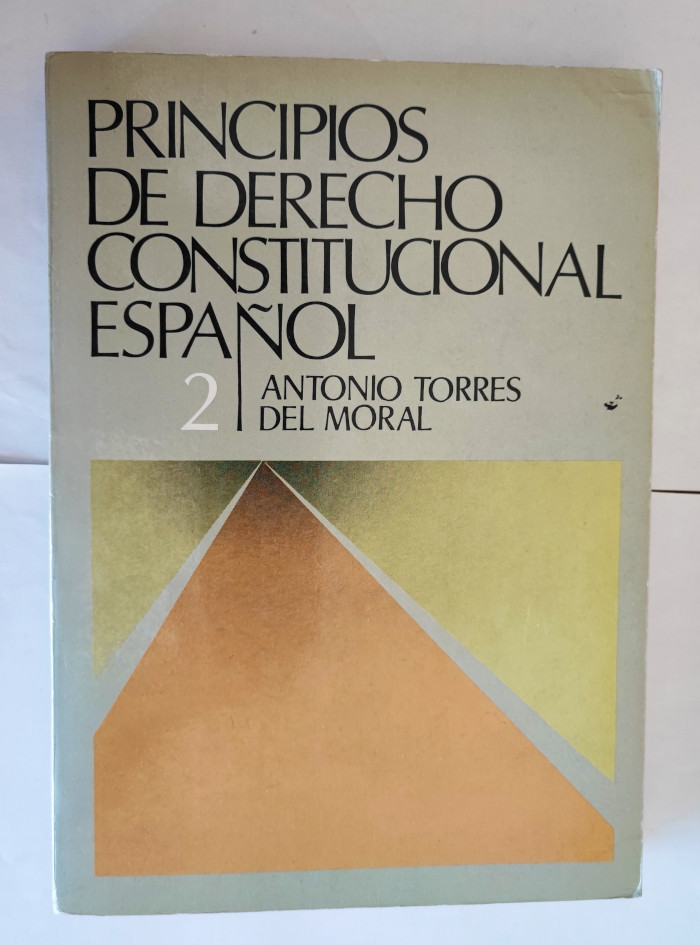 PRINCIPIOS
DE DERECHO
CONSTITUCIONAL
ESPAÑOL
2 ANTONIO TORRES
DEL MORAL